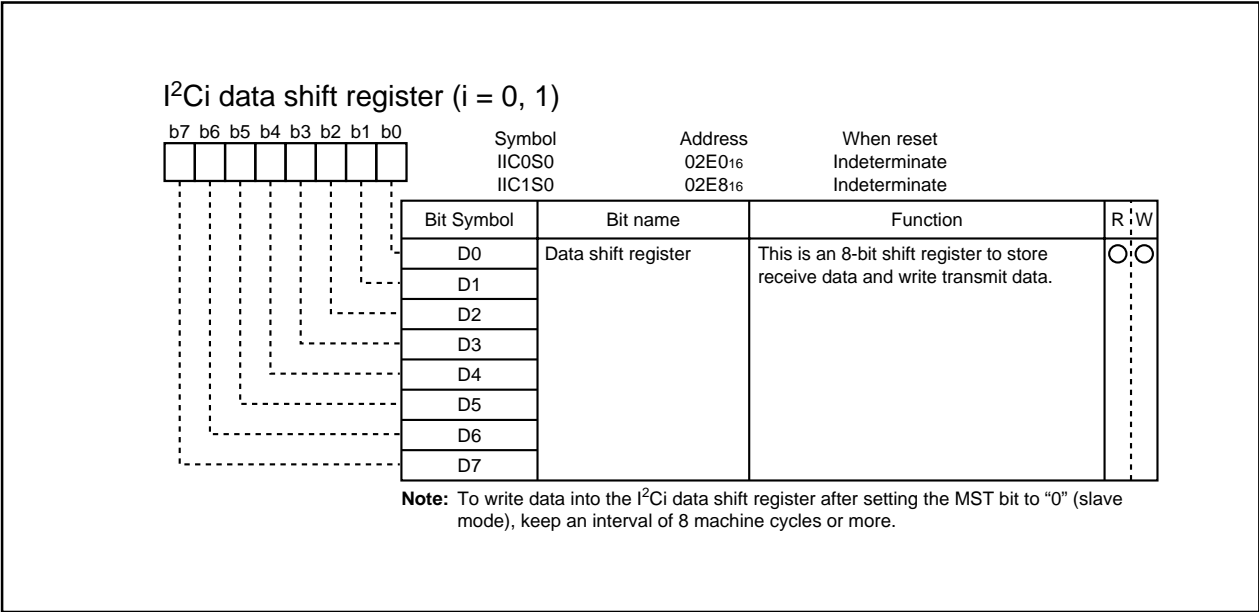 I²Ci data shift register (i = 0, 1)
b7 b6 b5 b4 b3 b2 b1 b0
Symbol Address When reset
IIC0S0 02E0₁₆ Indeterminate
IIC1S0 02E8₁₆ Indeterminate
Bit Symbol Bit name Function R W
D0 Data shift register This is an 8-bit shift register to store
receive data and write transmit data.
D1
D2
D3
D4
D5
D6
D7
Note: To write data into the I²Ci data shift register after setting the MST bit to “0” (slave
mode), keep an interval of 8 machine cycles or more.